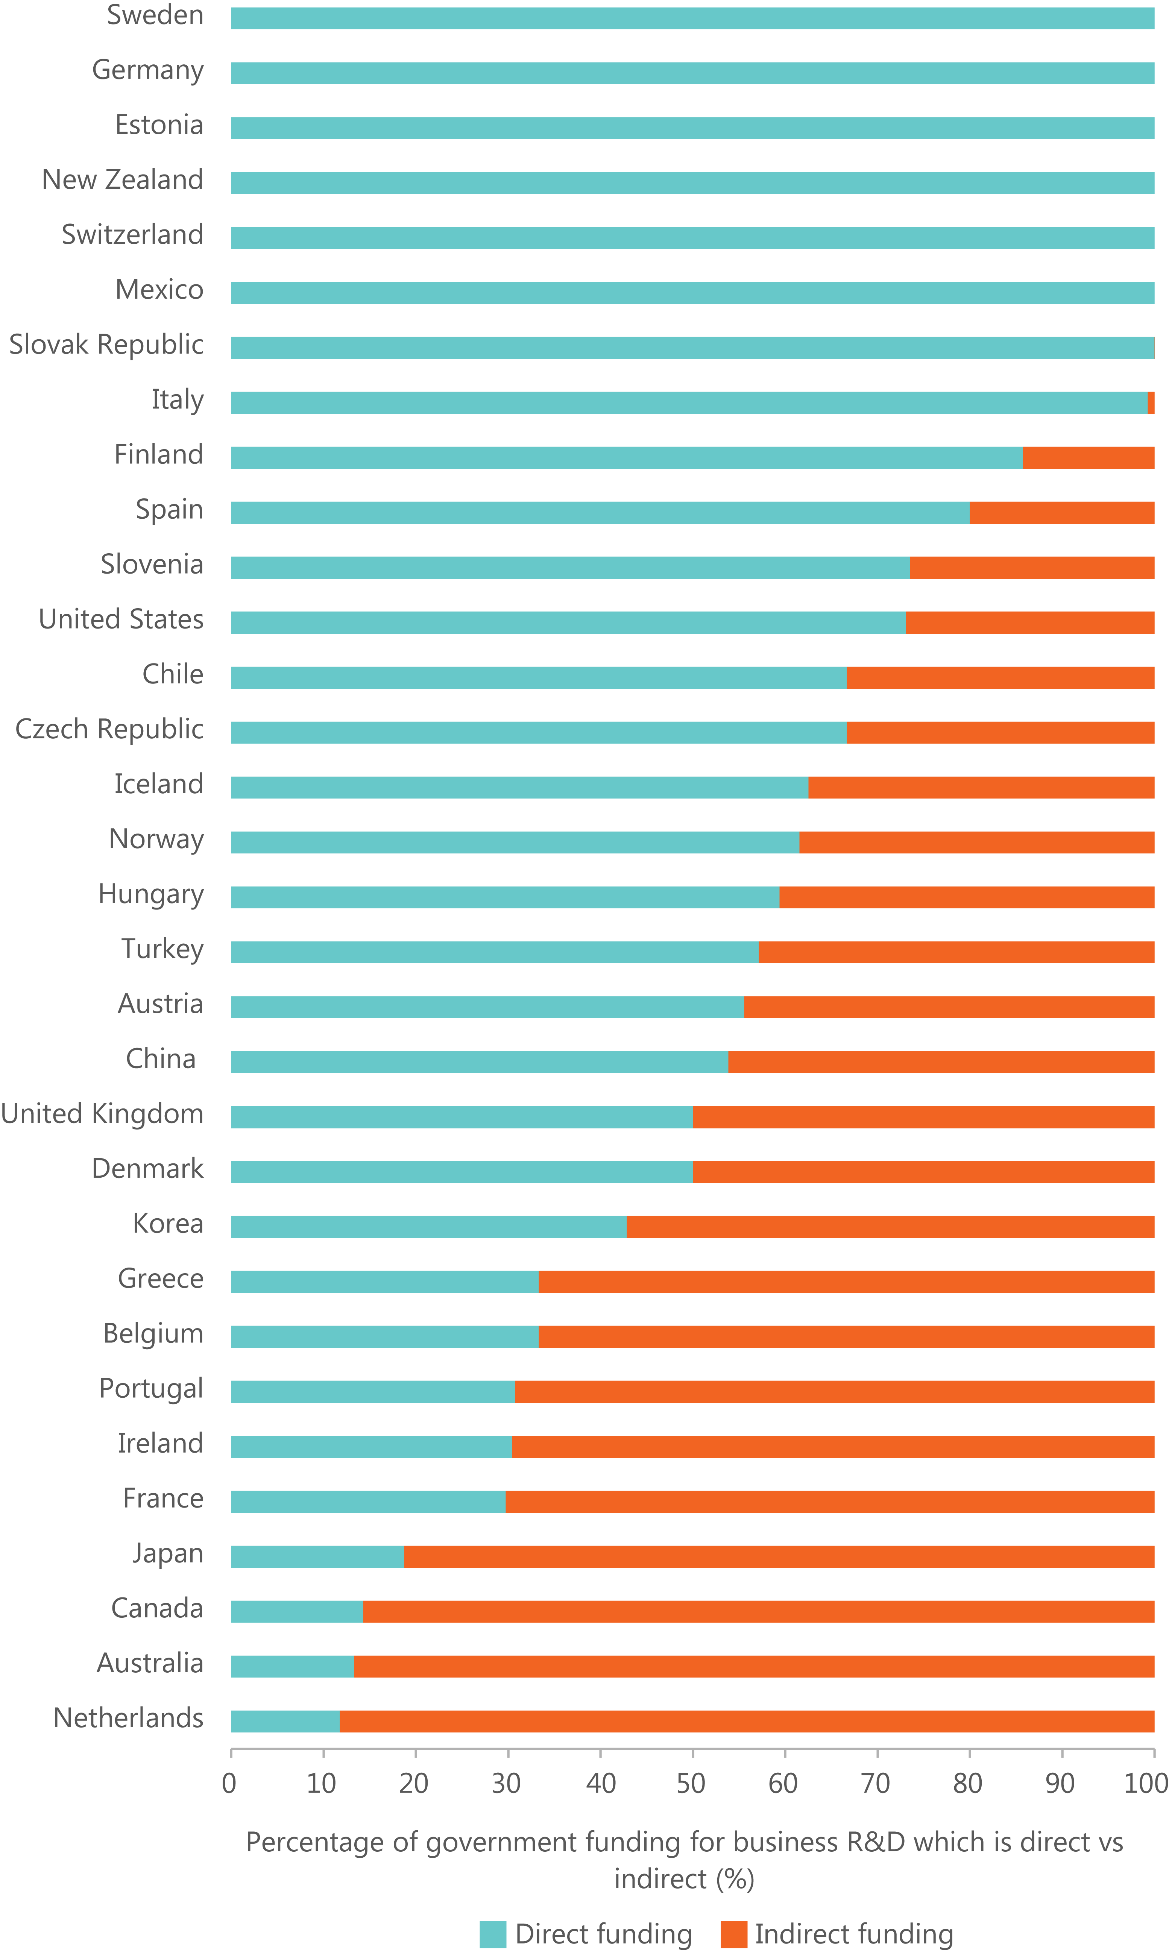 Sweden
Germany
Estonia
New Zealand
Switzerland
Mexico
Slovak Republic
Italy
Finland
Spain
Slovenia
United States
Chile
Czech Republic
Iceland
Norway
Hungary
Turkey
Austria
China
United Kingdom
Denmark
Korea
Greece
Belgium
Portugal
Ireland
France
Japan
Canada
Australia
Netherlands
0 10 20 30 40 50 60 70 80 90 100
Percentage of government funding for business R&D which is direct vs
indirect (%)
Direct funding Indirect funding